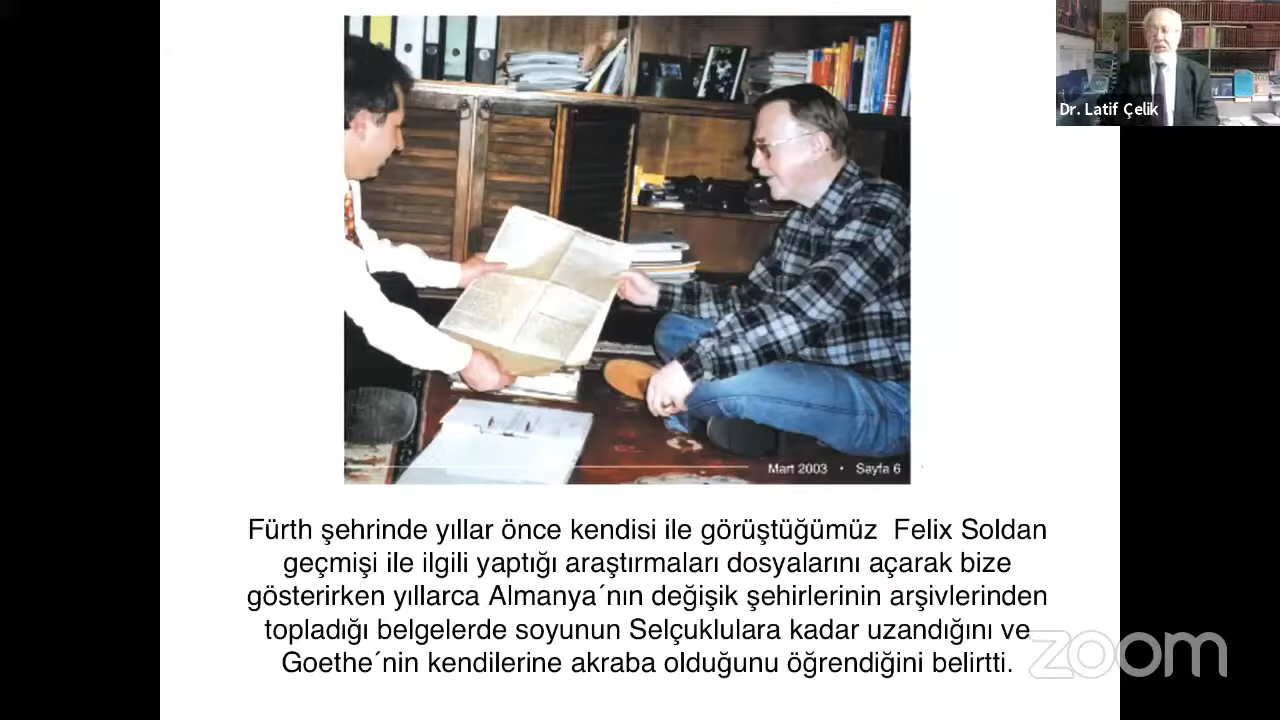 Dr. Latif Çelik
Mart 2003 • Sayfa 6
Fürth şehrinde yıllar önce kendisi ile görüştüğümüz Felix Soldan
geçmişi ile ilgili yaptığı araştırmaları dosyalarını açarak bize
gösterirken yıllarca Almanya´nın değişik şehirlerinin arşivlerinden
topladığı belgelerde soyunun Selçuklulara kadar uzandığını ve
Goethe´nin kendilerine akraba olduğunu öğrendiğini belirtti.
zoom